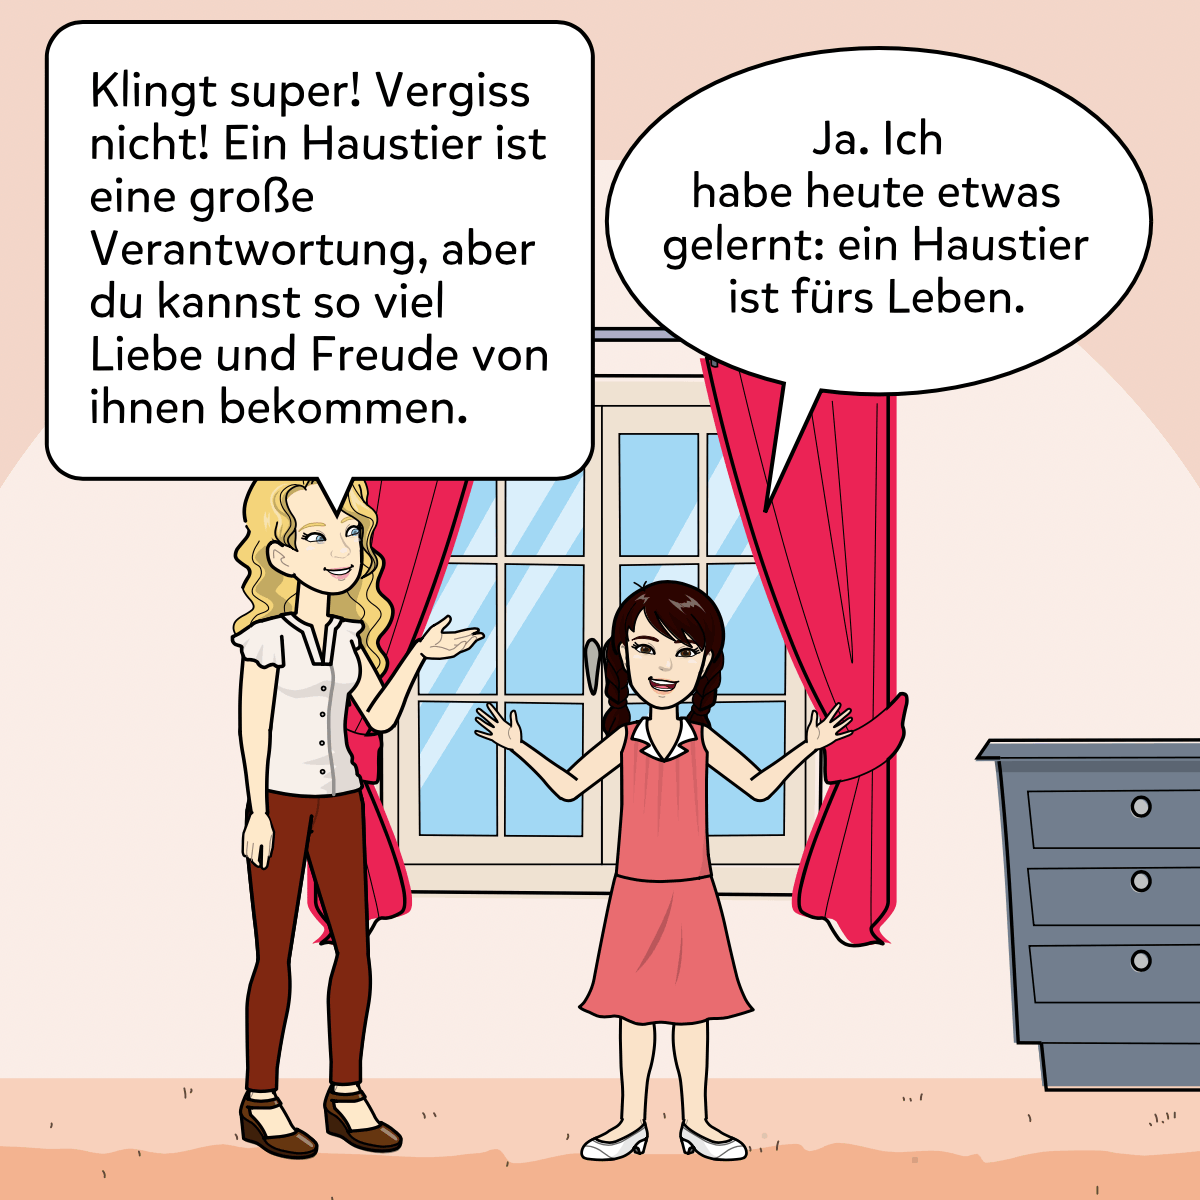 Klingt super! Vergiss
nicht! Ein Haustier ist
eine große
Verantwortung, aber
du kannst so viel
Liebe und Freude von
ihnen bekommen.
Ja. Ich
habe heute etwas
gelernt: ein Haustier
ist fürs Leben.